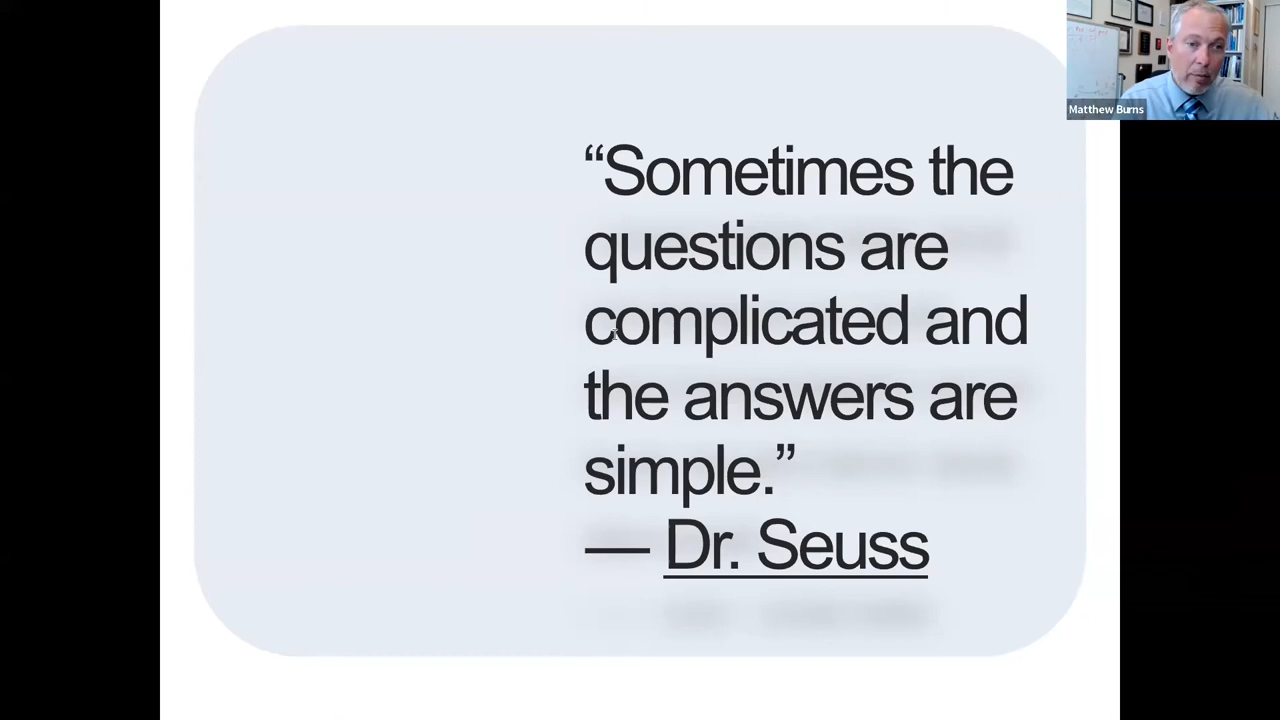 “Sometimes the
questions are
complicated and
the answers are
simple.”
— Dr. Seuss
Matthew Burns